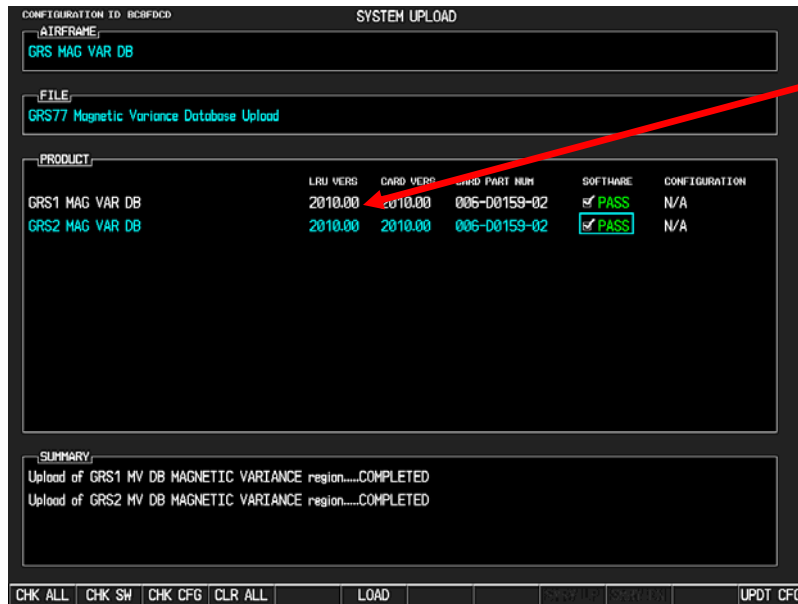 CONFIGURATION ID BC8FDCD SYSTEM UPLOAD
AIRFRAME
GRS MAG VAR DB
FILE
GRS77 Magnetic Variance Database Upload
PRODUCT
LRU VERS CARD VERS CARD PART NUM SOFTWARE CONFIGURATION
GRS1 MAG VAR DB 2010.00 2010.00 006-D0159-02 PASS N/A
GRS2 MAG VAR DB 2010.00 2010.00 006-D0159-02 PASS N/A
SUMMARY
Upload of GRS1 MV DB MAGNETIC VARIANCE region.....COMPLETED
Upload of GRS2 MV DB MAGNETIC VARIANCE region.....COMPLETED
CHK ALL CHK SW CHK CFG CLR ALL LOAD UPDT CFG